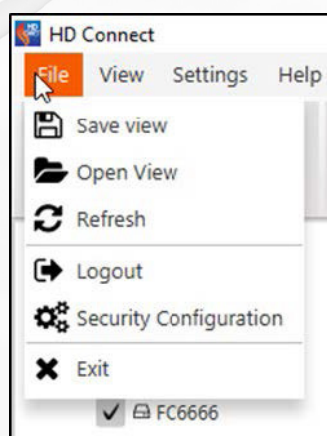 HD Connect
File View Settings Help
Save view
Open View
Refresh
Logout
Security Configuration
Exit
FC6666